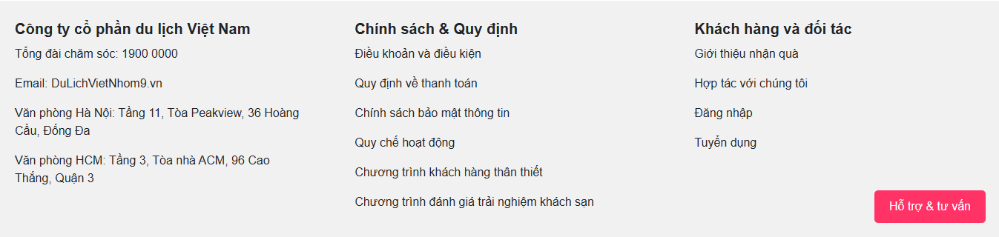 Công ty cổ phần du lịch Việt Nam
Tổng đài chăm sóc: 1900 0000
Email: DuLichVietNhom9.vn
Văn phòng Hà Nội: Tầng 11, Tòa Peakview, 36 Hoàng
Cầu, Đống Đa
Văn phòng HCM: Tầng 3, Tòa nhà ACM, 96 Cao
Thắng, Quận 3
Chính sách & Quy định
Điều khoản và điều kiện
Quy định về thanh toán
Chính sách bảo mật thông tin
Quy chế hoạt động
Chương trình khách hàng thân thiết
Chương trình đánh giá trải nghiệm khách sạn
Khách hàng và đối tác
Giới thiệu nhận quà
Hợp tác với chúng tôi
Đăng nhập
Tuyển dụng
Hỗ trợ & tư vấn